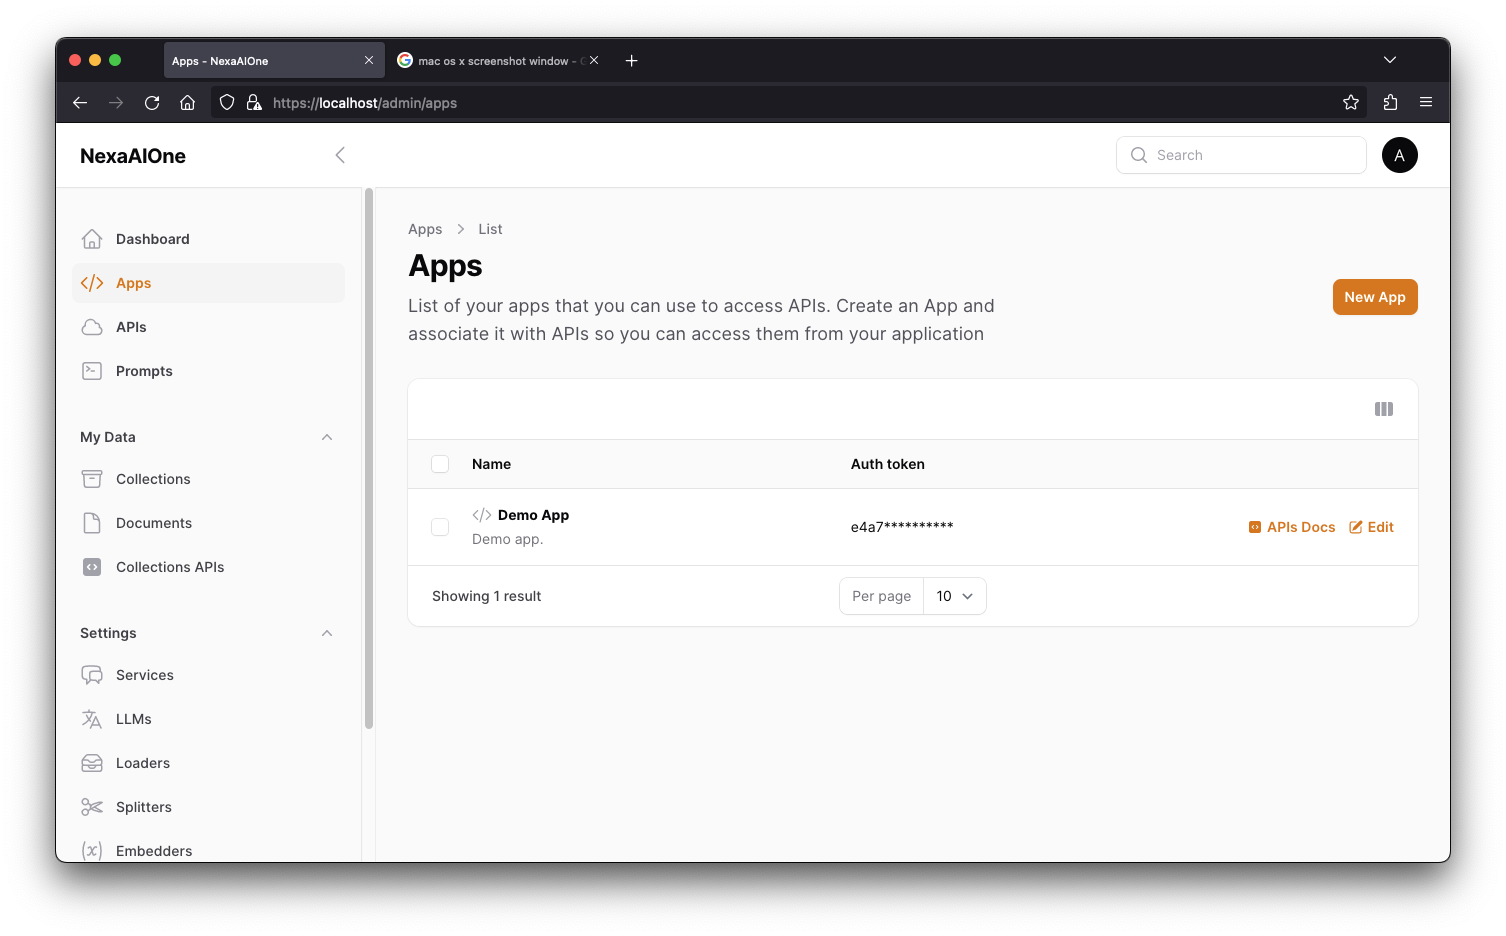 Apps - NexaAIOne
mac os x screenshot window - G
https://localhost/admin/apps
NexaAIOne
Search
A
Dashboard
Apps
APIs
Prompts
My Data
Collections
Documents
Collections APIs
Settings
Services
LLMs
Loaders
Splitters
Embedders
Apps > List
Apps
List of your apps that you can use to access APIs. Create an App and
associate it with APIs so you can access them from your application
New App
Name Auth token
Demo App
Demo app.
e4a7**********
APIs Docs Edit
Showing 1 result
Per page 10